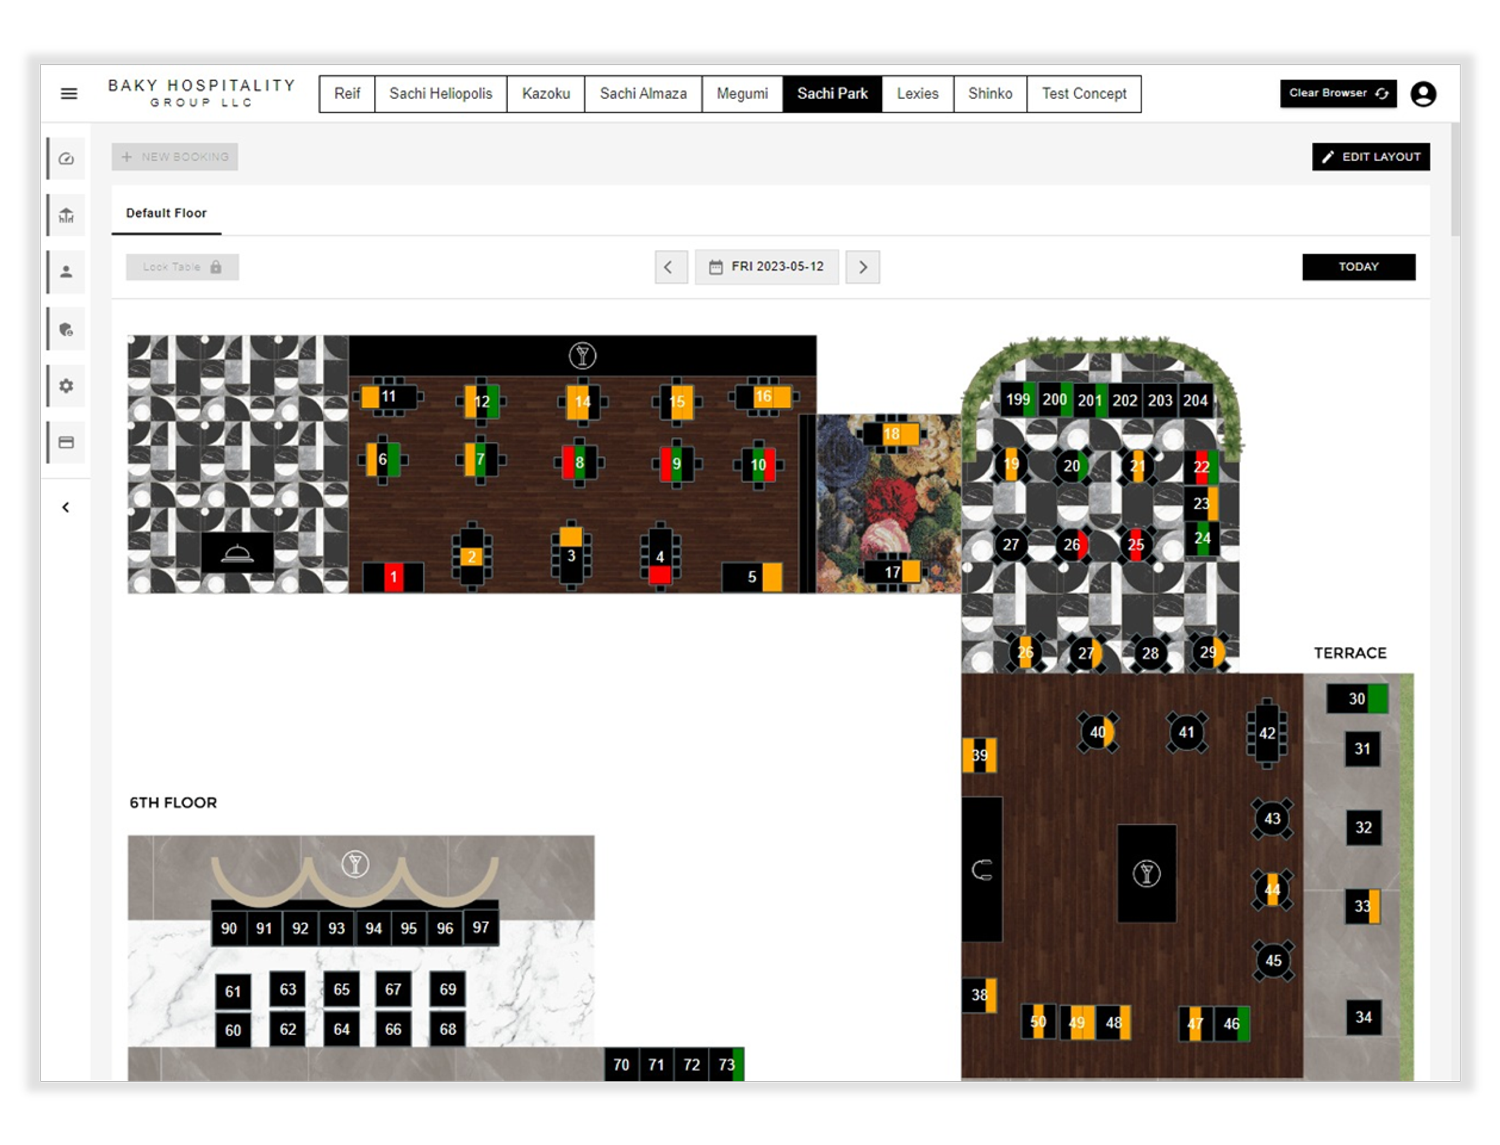 BAKY HOSPITALITY
GROUP LLC
Reif Sachi Heliopolis Kazoku Sachi Almaza Megumi Sachi Park Lexies Shinko Test Concept
Clear Browser
+ NEW BOOKING
EDIT LAYOUT
Default Floor
Lock Table
FRI 2023-05-12
TODAY
11 12 14 15 16
6 7 8 9 10
1 2 3 4 5
18
17
199 200 201 202 203 204
19 20 21 22
23
27 26 25 24
26 27 28 29
TERRACE
30
31
32
33
34
39 40 41 42
43
44
45
38
50 49 48 47 46
6TH FLOOR
90 91 92 93 94 95 96 97
61 63 65 67 69
60 62 64 66 68
70 71 72 73